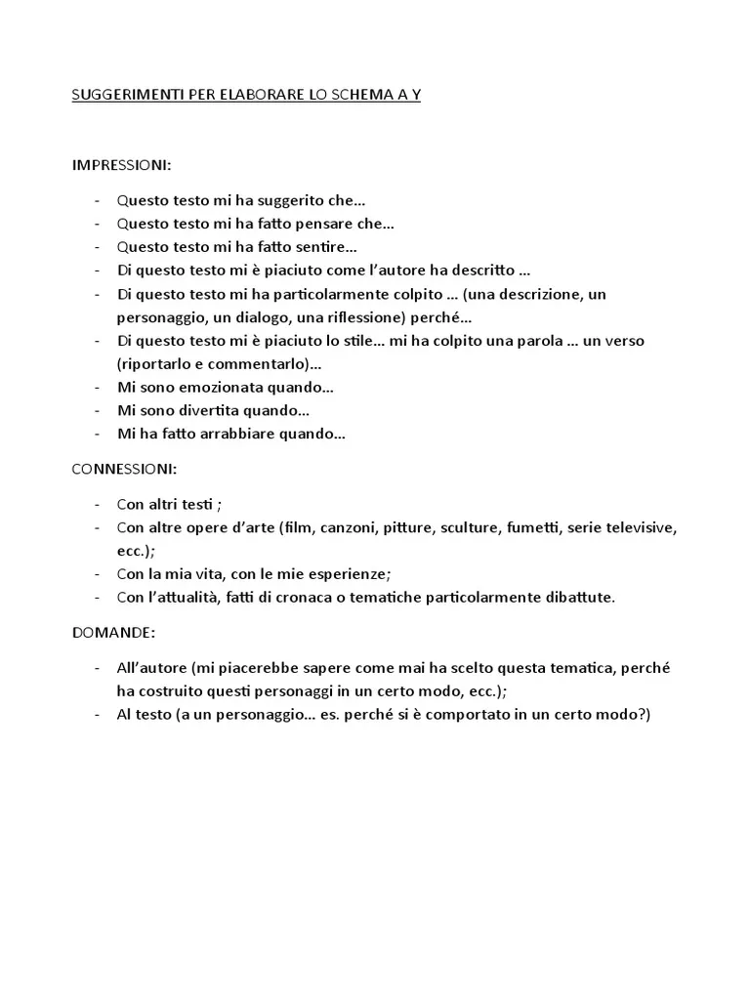 SUGGERIMENTI PER ELABORARE LO SCHEMA A Y
IMPRESSIONI:
- Questo testo mi ha suggerito che…
- Questo testo mi ha fatto pensare che…
- Questo testo mi ha fatto sentire…
- Di questo testo mi è piaciuto come l’autore ha descritto …
- Di questo testo mi ha particolarmente colpito … (una descrizione, un
personaggio, un dialogo, una riflessione) perché…
- Di questo testo mi è piaciuto lo stile… mi ha colpito una parola … un verso
(riportarlo e commentarlo)…
- Mi sono emozionata quando…
- Mi sono divertita quando…
- Mi ha fatto arrabbiare quando…
CONNESSIONI:
- Con altri testi ;
- Con altre opere d’arte (film, canzoni, pitture, sculture, fumetti, serie televisive,
ecc.);
- Con la mia vita, con le mie esperienze;
- Con l’attualità, fatti di cronaca o tematiche particolarmente dibattute.
DOMANDE:
- All’autore (mi piacerebbe sapere come mai ha scelto questa tematica, perché
ha costruito questi personaggi in un certo modo, ecc.);
- Al testo (a un personaggio… es. perché si è comportato in un certo modo?)